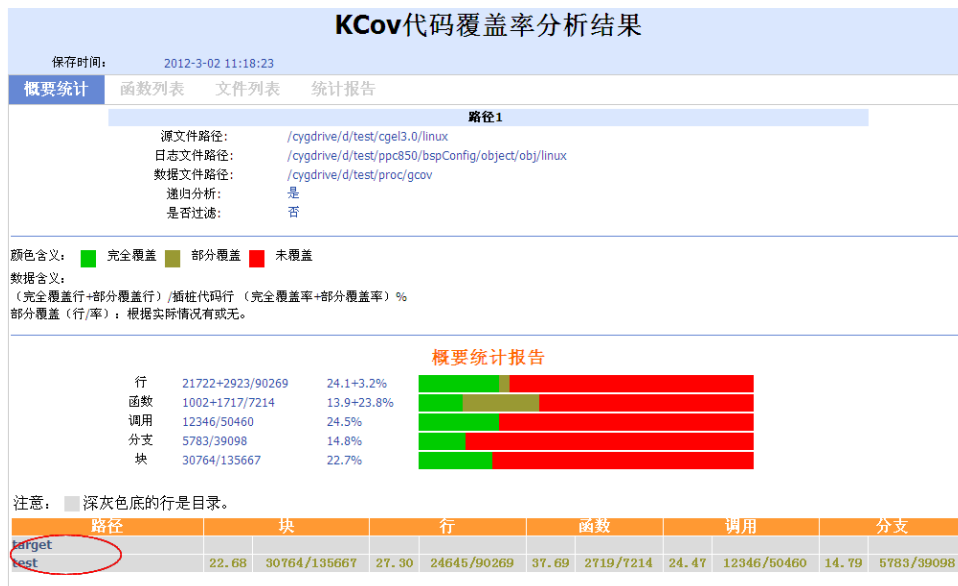 KCov代码覆盖率分析结果
保存时间： 2012-3-02 11:18:23
概要统计 函数列表 文件列表 统计报告
路径1
源文件路径: /cygdrive/d/test/cgel3.0/linux
日志文件路径: /cygdrive/d/test/ppc850/bspConfig/object/obj/linux
数据文件路径: /cygdrive/d/test/proc/gcov
递归分析: 是
是否过滤: 否
颜色含义： 完全覆盖 部分覆盖 未覆盖
数据含义：
（完全覆盖行+部分覆盖行）/插桩代码行 （完全覆盖率+部分覆盖率）%
部分覆盖（行/率）：根据实际情况有或无。
概要统计报告
行 21722+2923/90269 24.1+3.2%
函数 1002+1717/7214 13.9+23.8%
调用 12346/50460 24.5%
分支 5783/39098 14.8%
块 30764/135667 22.7%
注意： 深灰色底的行是目录。
路径 块 行 函数 调用 分支
target
test 22.68 30764/135667 27.30 24645/90269 37.69 2719/7214 24.47 12346/50460 14.79 5783/39098